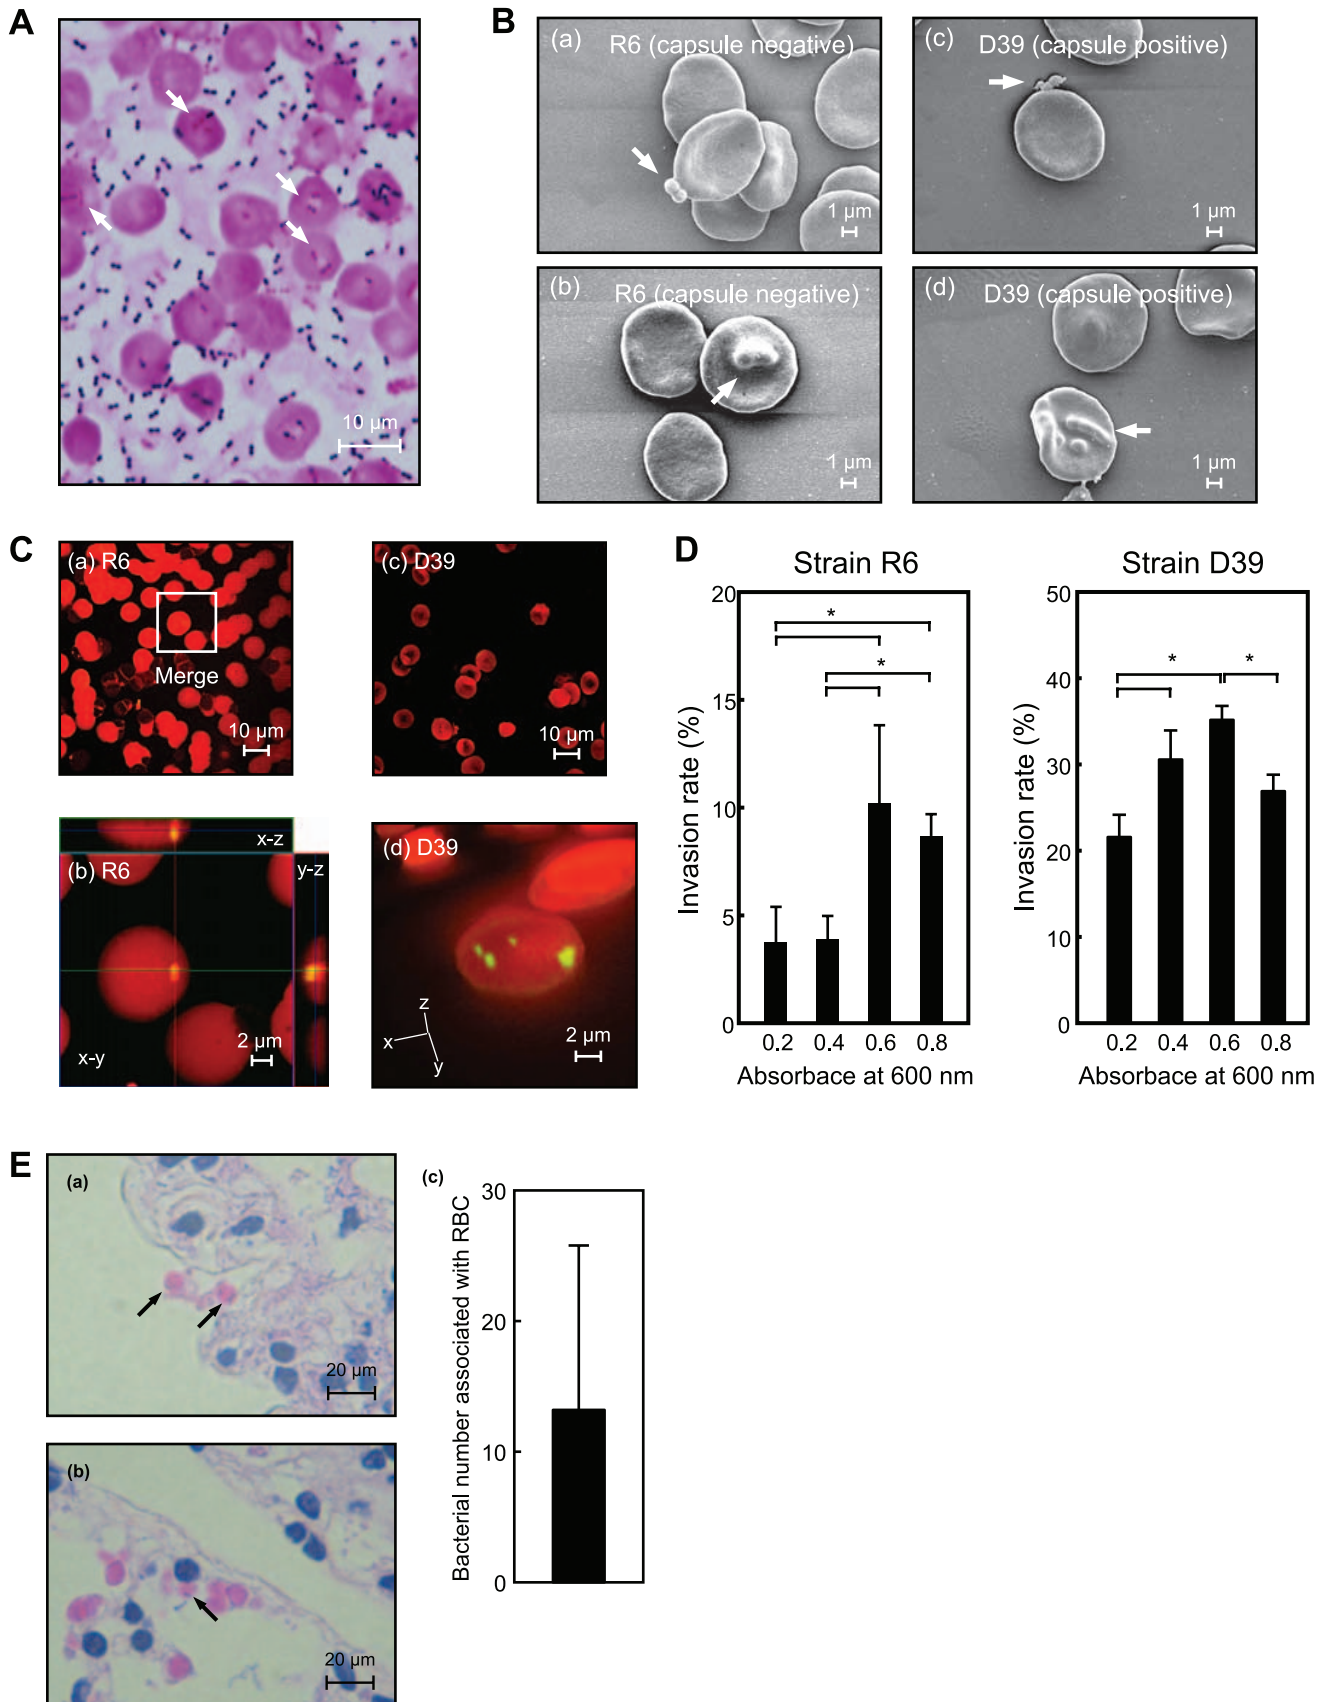 A
10 µm
B
(a)
R6 (capsule negative)
1 µm
(c)
D39 (capsule positive)
1 µm
(b)
R6 (capsule negative)
1 µm
(d)
D39 (capsule positive)
1 µm
C
(a) R6
Merge
10 µm
(c) D39
10 µm
x-z
(b) R6
y-z
x-y
2 µm
(d) D39
z
x
y
2 µm
D
Strain R6
Invasion rate (%)
20
15
10
5
0
*
*
0.2 0.4 0.6 0.8
Absorbace at 600 nm
Strain D39
Invasion rate (%)
50
40
30
20
10
0
* *
0.2 0.4 0.6 0.8
Absorbace at 600 nm
E
(a)
20 µm
(b)
20 µm
(c)
Bacterial number associated with RBC
30
20
10
0